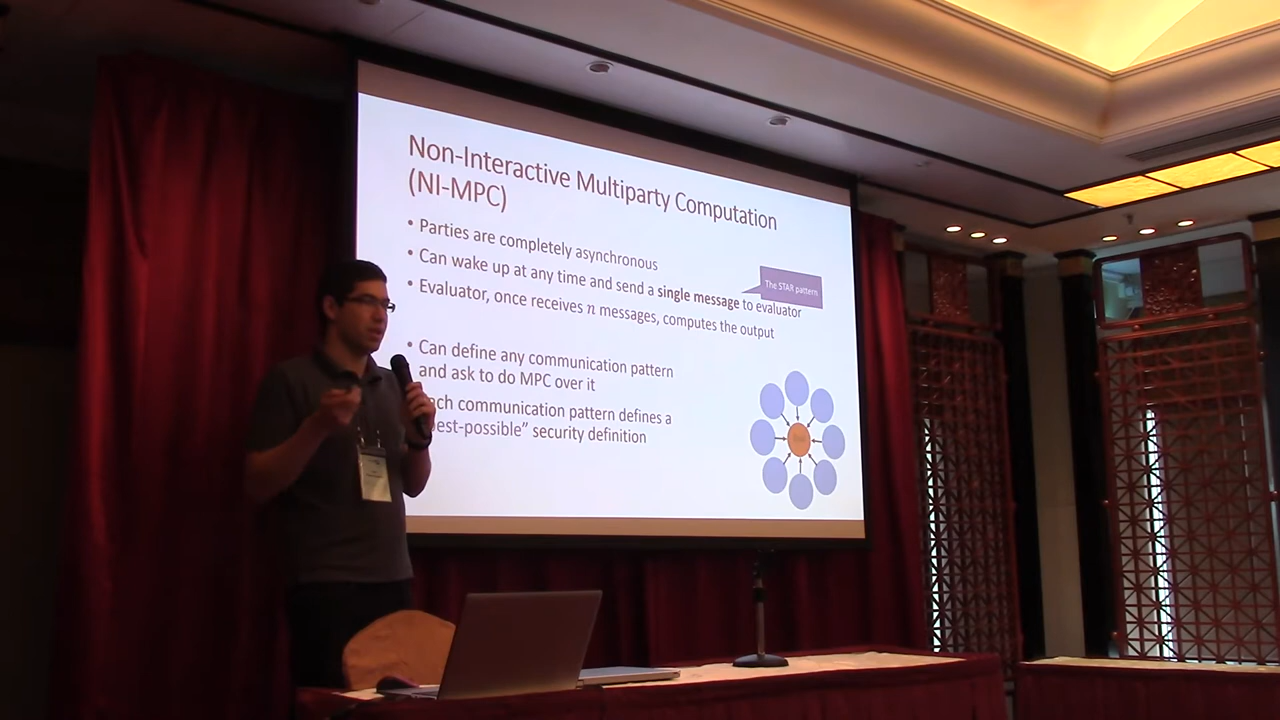 Non-Interactive Multiparty Computation
(NI-MPC)
• Parties are completely asynchronous
• Can wake up at any time and send a single message to evaluator
The STAR pattern
• Evaluator, once receives n messages, computes the output
• Can define any communication pattern
and ask to do MPC over it
ach communication pattern defines a
est-possible” security definition